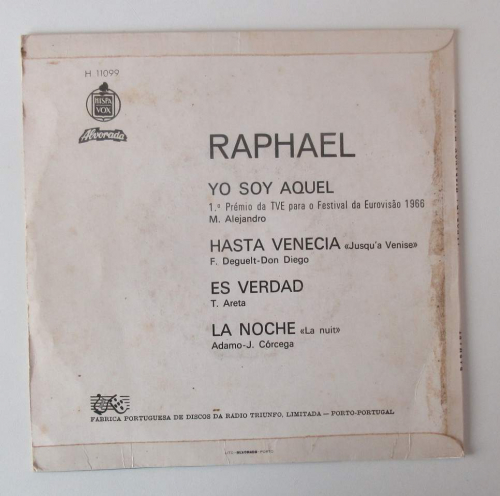 H 11099
HISPA
VOX
Alvorada
RAPHAEL
YO SOY AQUEL
1.º Prémio da TVE para o Festival da Eurovisão 1966
M. Alejandro
HASTA VENECIA «Jusqu'a Venise»
F. Deguelt-Don Diego
ES VERDAD
T. Areta
LA NOCHE «La nuit»
Adamo-J. Córcega
FÁBRICA PORTUGUESA DE DISCOS DA RÁDIO TRIUNFO, LIMITADA — PORTO-PORTUGAL